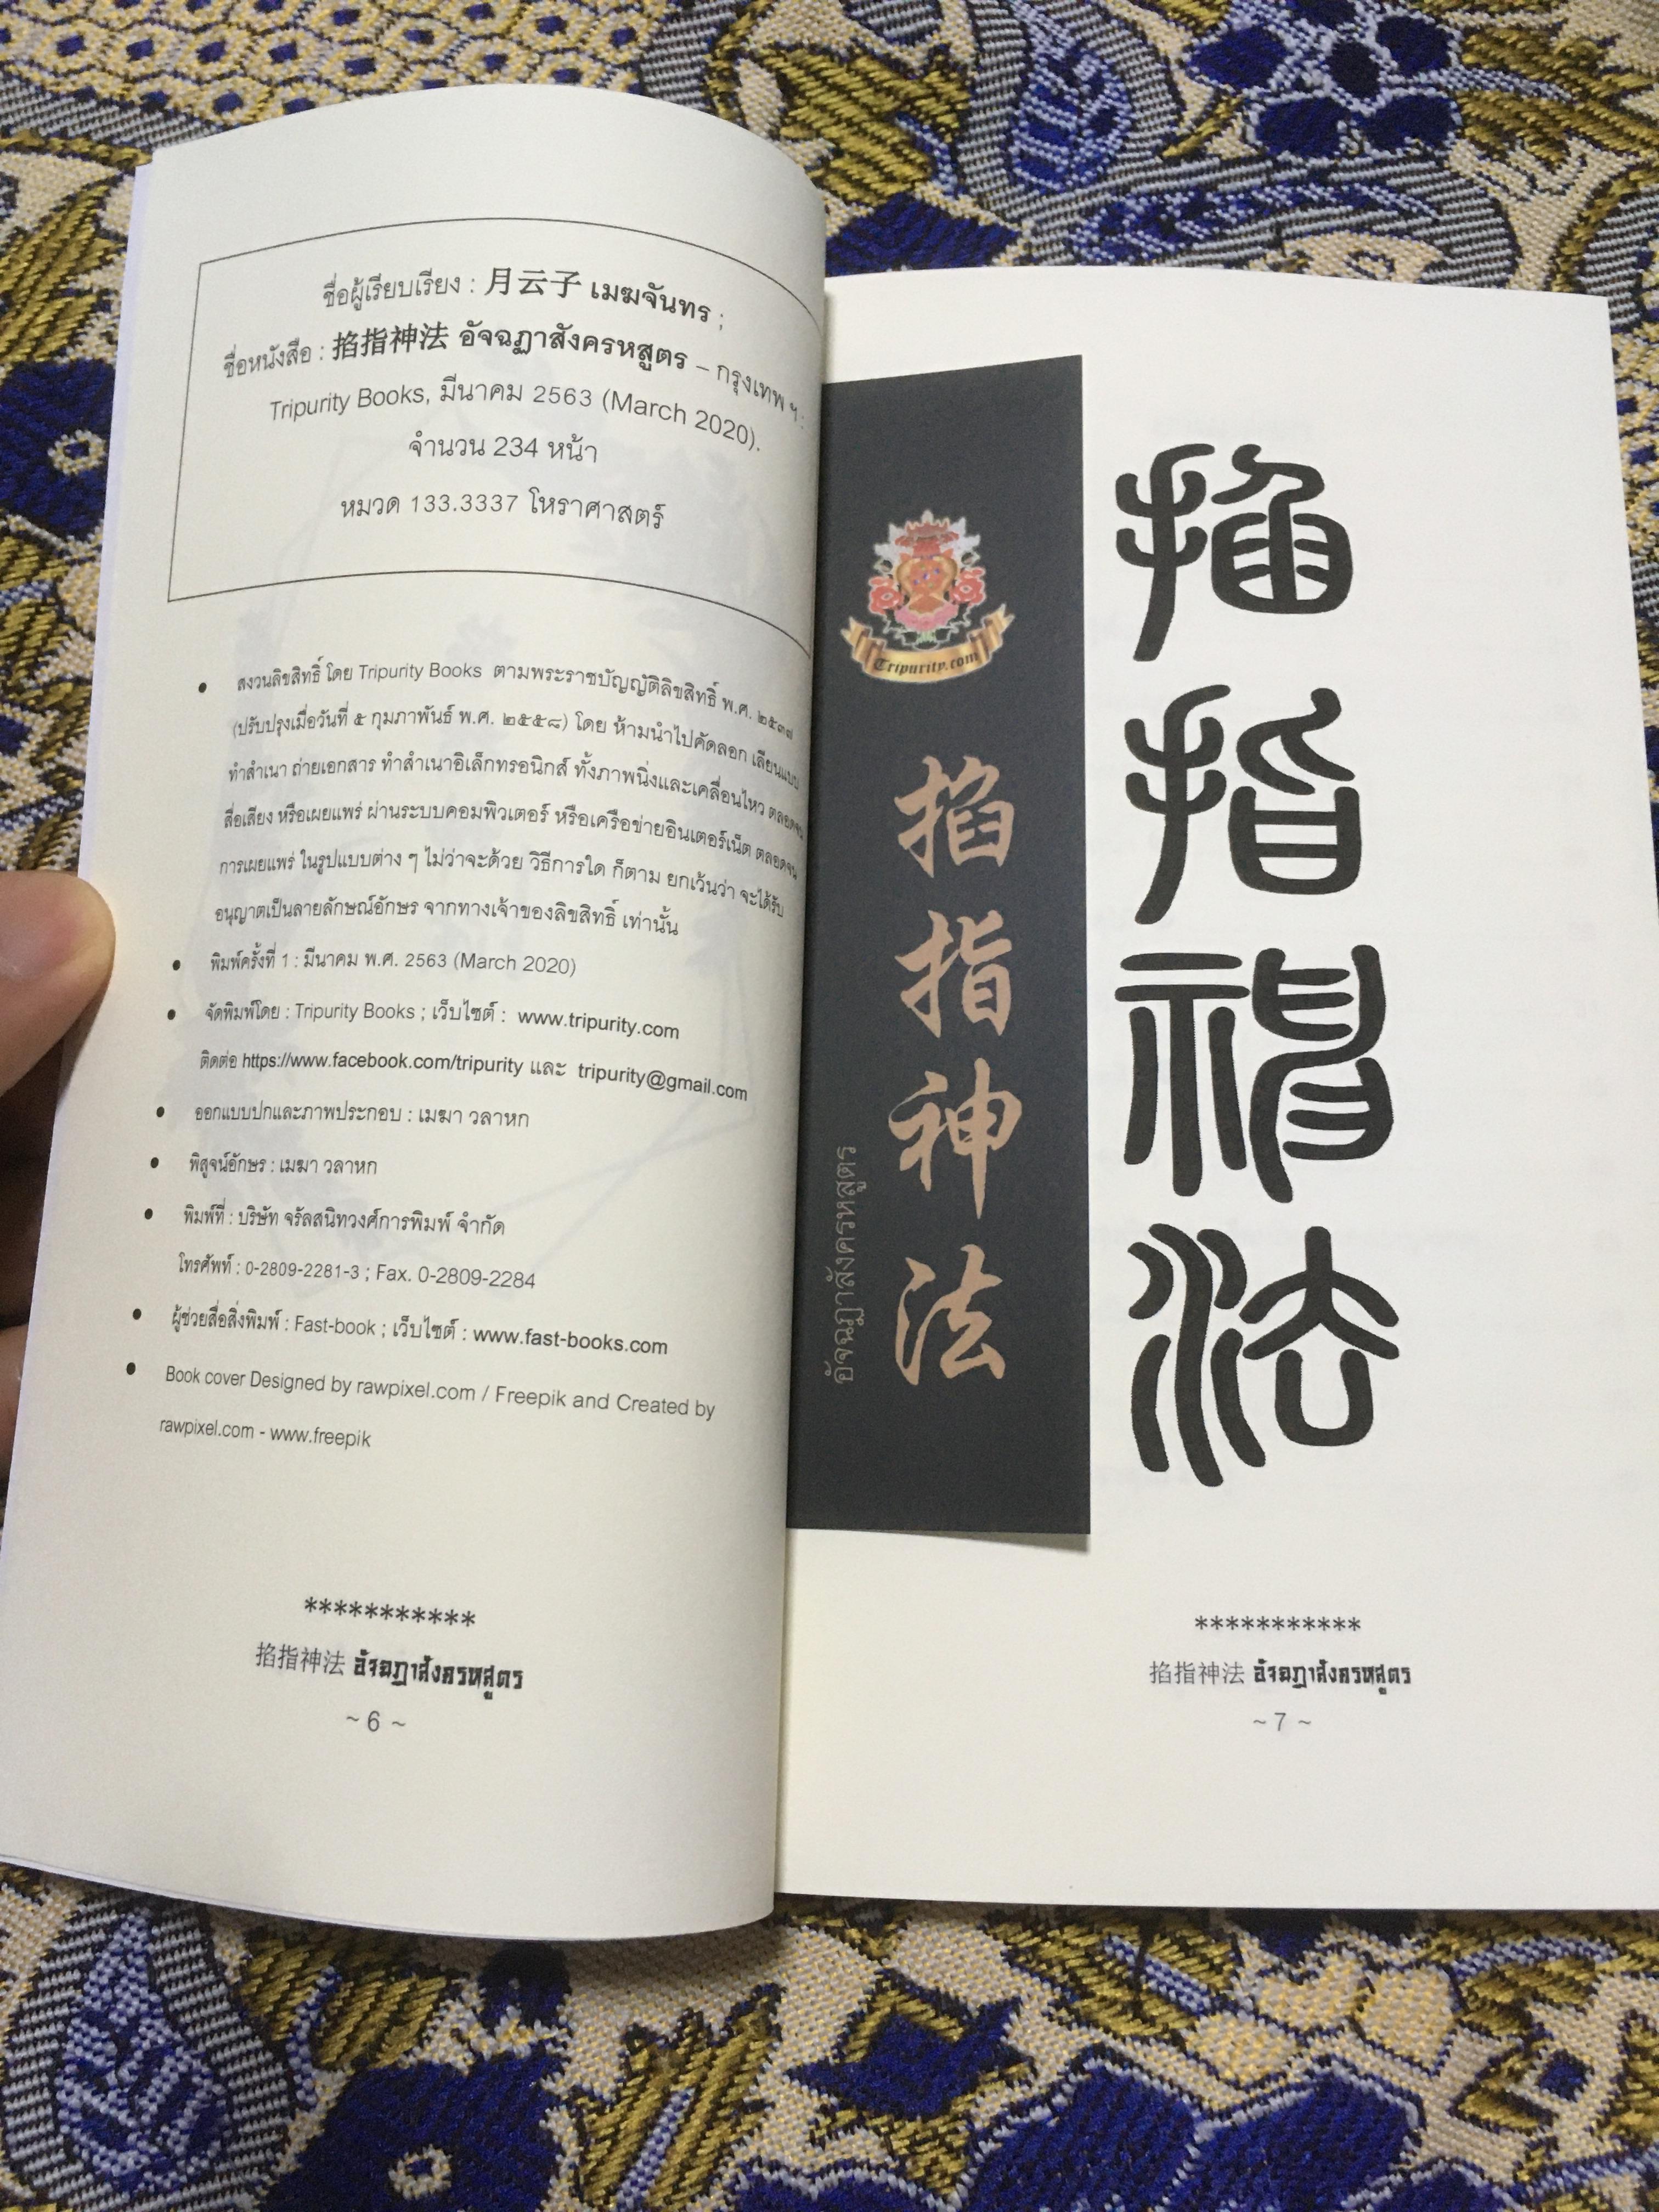 ชื่อผู้เรียบเรียง : 月云子 เมฆจันทร ;
ชื่อหนังสือ : 掐指神法 อัจฉฏาสังครหสูตร – กรุงเทพ ฯ :
Tripurity Books, มีนาคม 2563 (March 2020).
จำนวน 234 หน้า
หมวด 133.3337 โหราศาสตร์
• สงวนลิขสิทธิ์ โดย Tripurity Books ตามพระราชบัญญัติลิขสิทธิ์ พ.ศ. ๒๕๓๗
(ปรับปรุงเมื่อวันที่ ๕ กุมภาพันธ์ พ.ศ. ๒๕๕๘) โดย ห้ามนำไปคัดลอก เลียนแบบ
ทำสำเนา ถ่ายเอกสาร ทำสำเนาอิเล็กทรอนิกส์ ทั้งภาพนิ่งและเคลื่อนไหว ตลอดจน
สื่อเสียง หรือเผยแพร่ ผ่านระบบคอมพิวเตอร์ หรือเครือข่ายอินเตอร์เน็ต ตลอดจน
การเผยแพร่ ในรูปแบบต่าง ๆ ไม่ว่าจะด้วย วิธีการใด ก็ตาม ยกเว้นว่า จะได้รับ
อนุญาตเป็นลายลักษณ์อักษร จากทางเจ้าของลิขสิทธิ์ เท่านั้น
• พิมพ์ครั้งที่ 1 : มีนาคม พ.ศ. 2563 (March 2020)
• จัดพิมพ์โดย : Tripurity Books ; เว็บไซต์ : www.tripurity.com
ติดต่อ https://www.facebook.com/tripurity และ tripurity@gmail.com
• ออกแบบปกและภาพประกอบ : เมฆา วลาหก
• พิสูจน์อักษร : เมฆา วลาหก
• พิมพ์ที่ : บริษัท จรัลสนิทวงศ์การพิมพ์ จำกัด
โทรศัพท์ : 0-2809-2281-3 ; Fax. 0-2809-2284
• ผู้ช่วยสื่อสิ่งพิมพ์ : Fast-book ; เว็บไซต์ : www.fast-books.com
• Book cover Designed by rawpixel.com / Freepik and Created by
rawpixel.com - www.freepik
***********
掐指神法 อัจฉฏาสังครหสูตร
~ 6 ~
Tripurity.com
掐指神法
อัจฉฏาสังครหสูตร
掐指神法
***********
掐指神法 อัจฉฏาสังครหสูตร
~ 7 ~